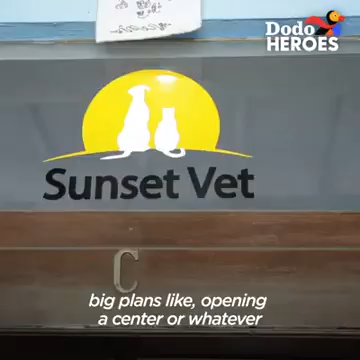 Dodo
HEROES
Sunset Vet
C
big plans like, opening
a center or whatever